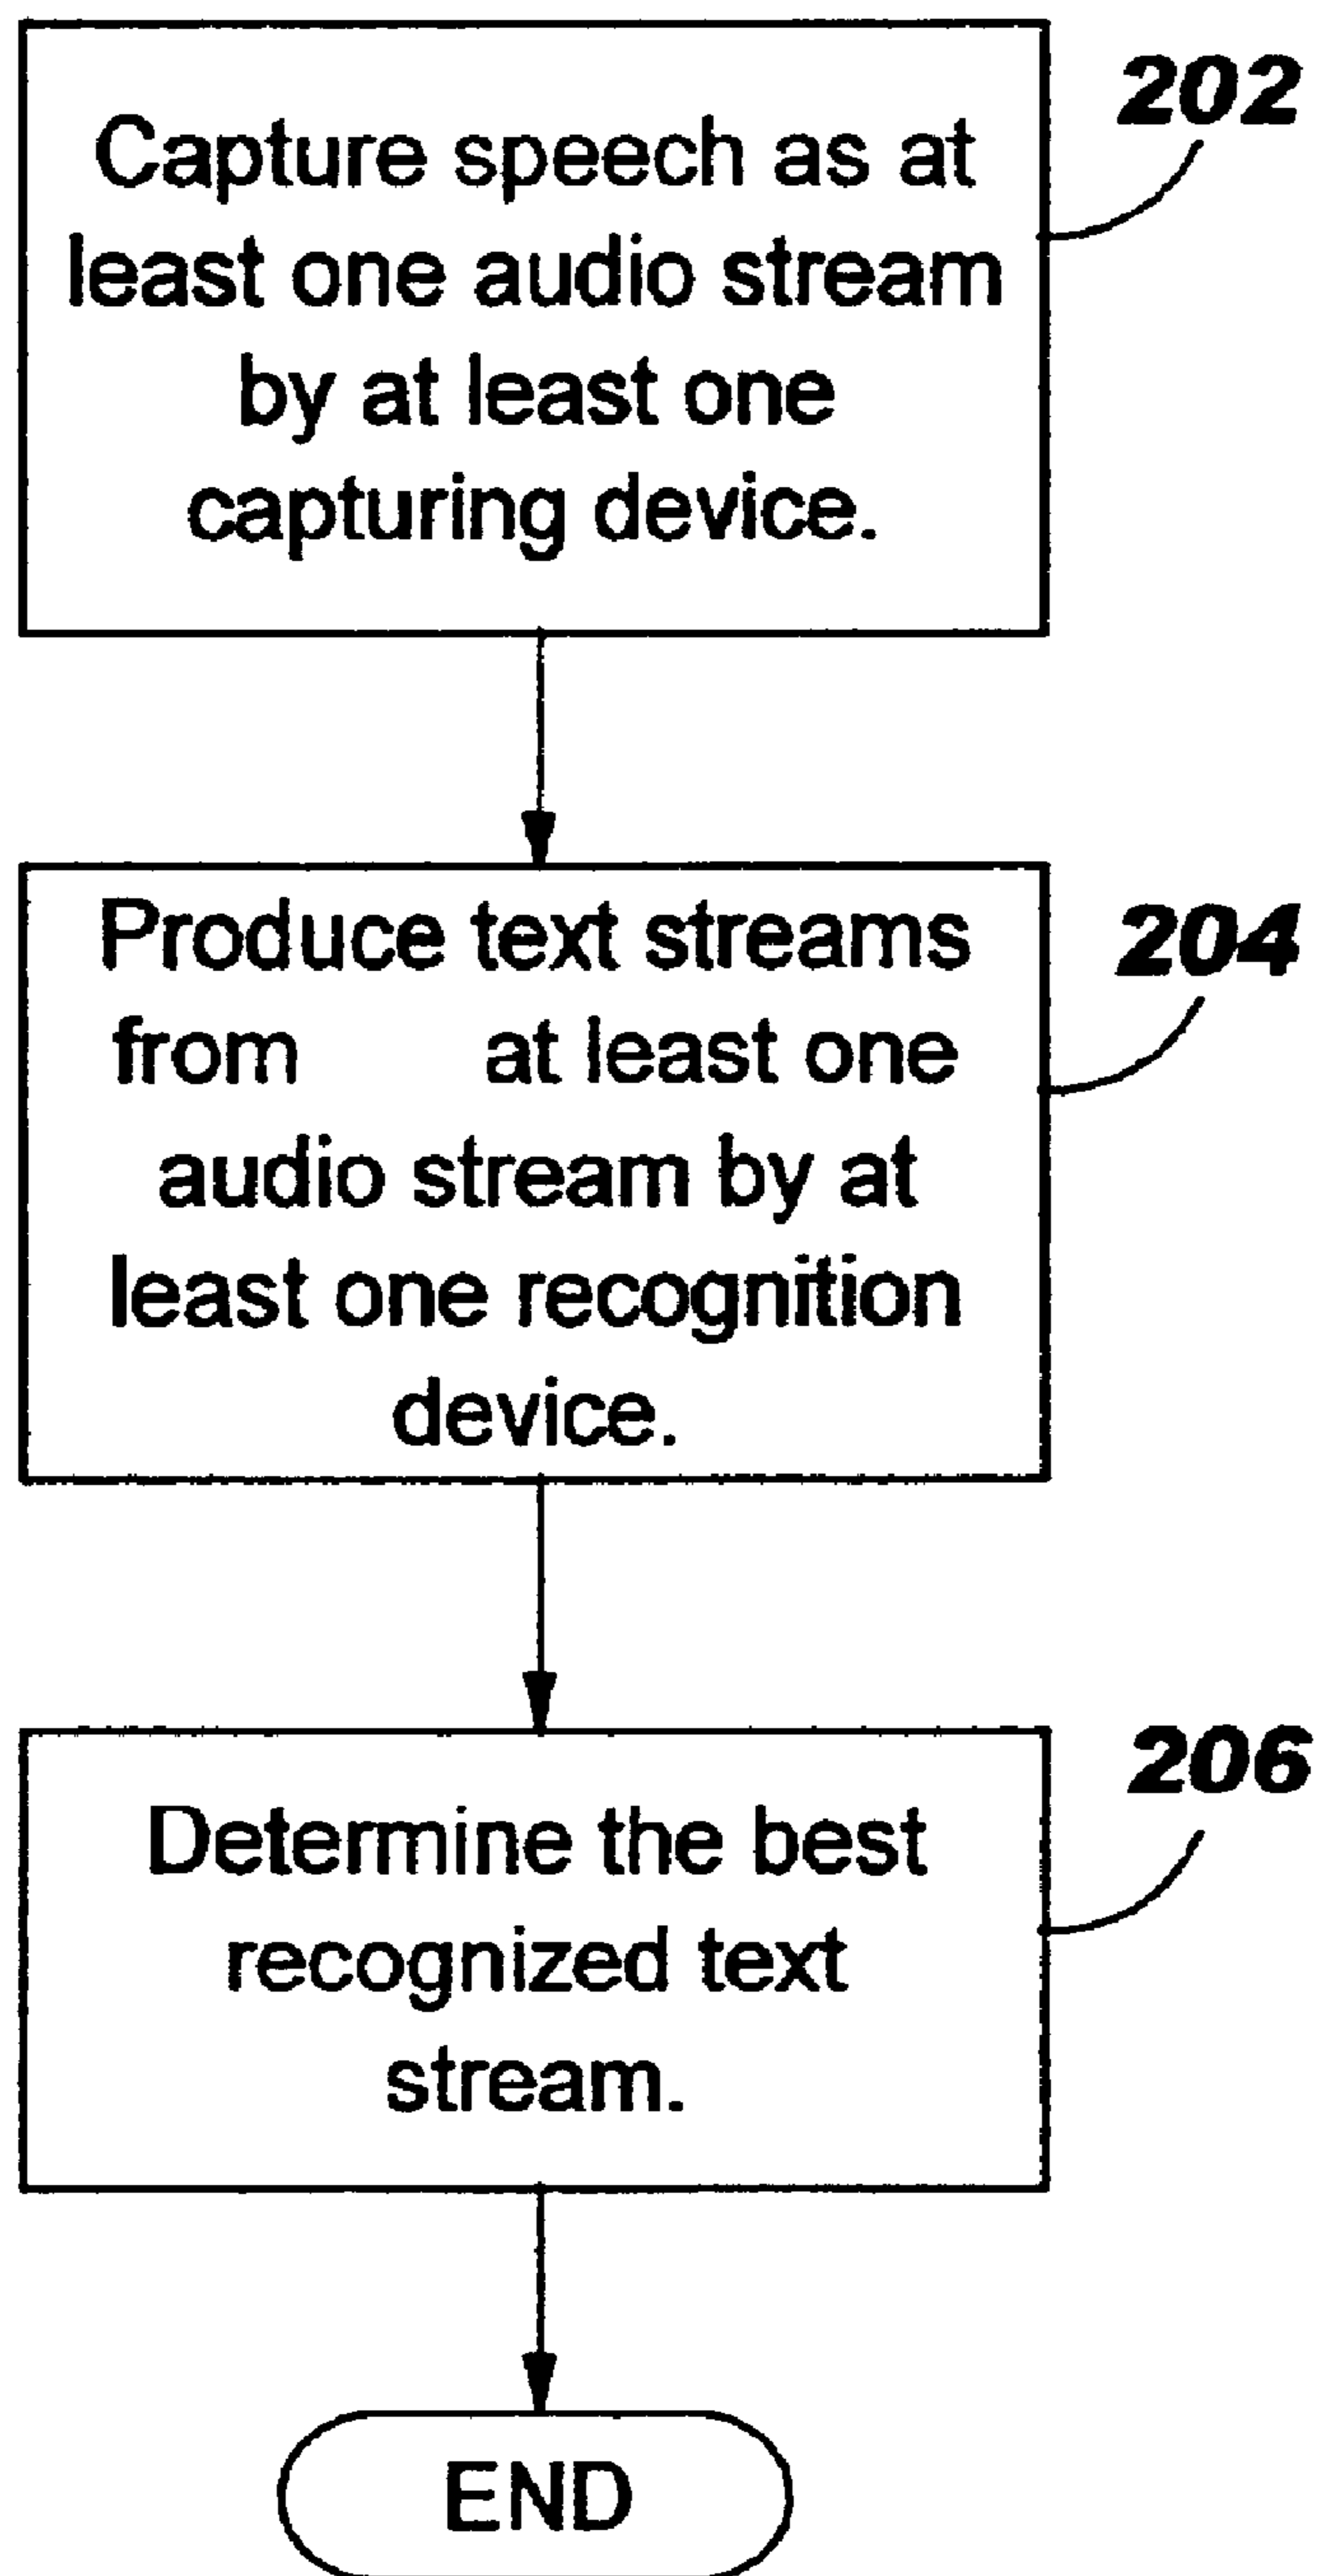 202
Capture speech as at
least one audio stream
by at least one
capturing device.
204
Produce text streams
from at least one
audio stream by at
least one recognition
device.
206
Determine the best
recognized text
stream.
END